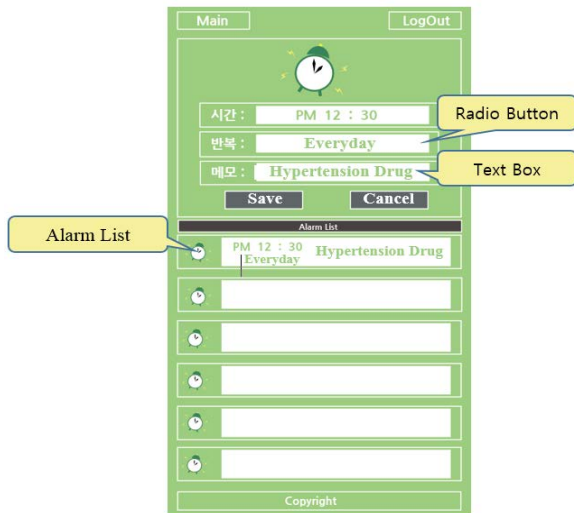 Main
LogOut
시간 : PM 12 : 30
Radio Button
반복 : Everyday
메모 : Hypertension Drug
Text Box
Save
Cancel
Alarm List
Alarm List
PM 12 : 30
Everyday
Hypertension Drug
Copyright